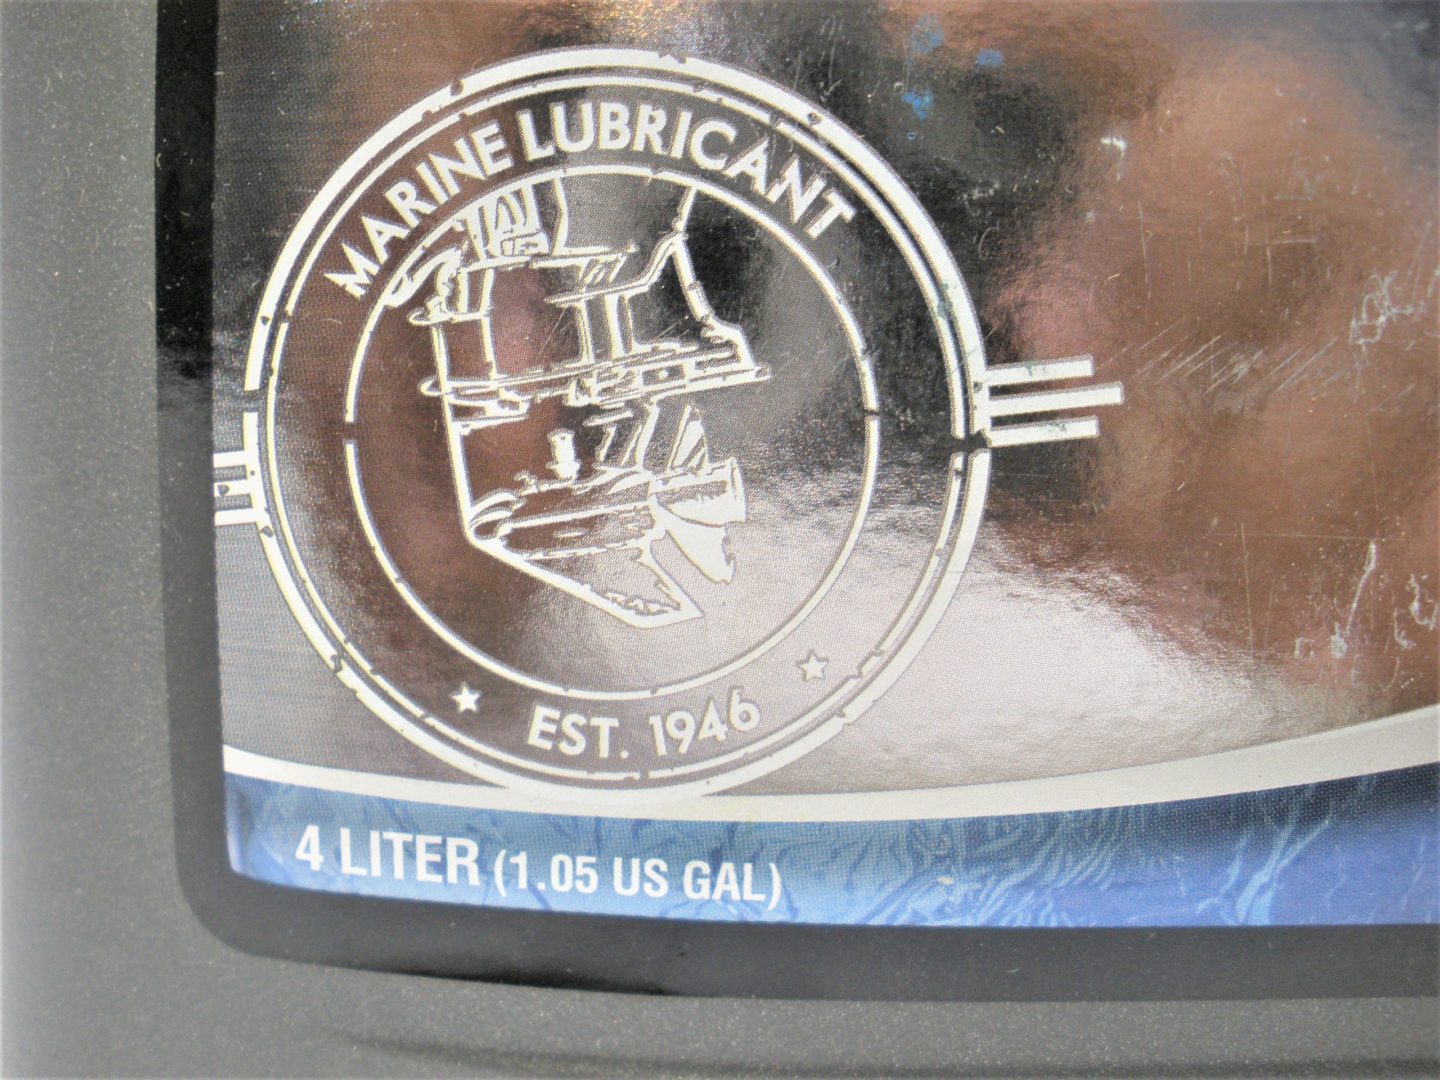 MARINE LUBRICANT
EST. 1946
4 LITER (1.05 US GAL)